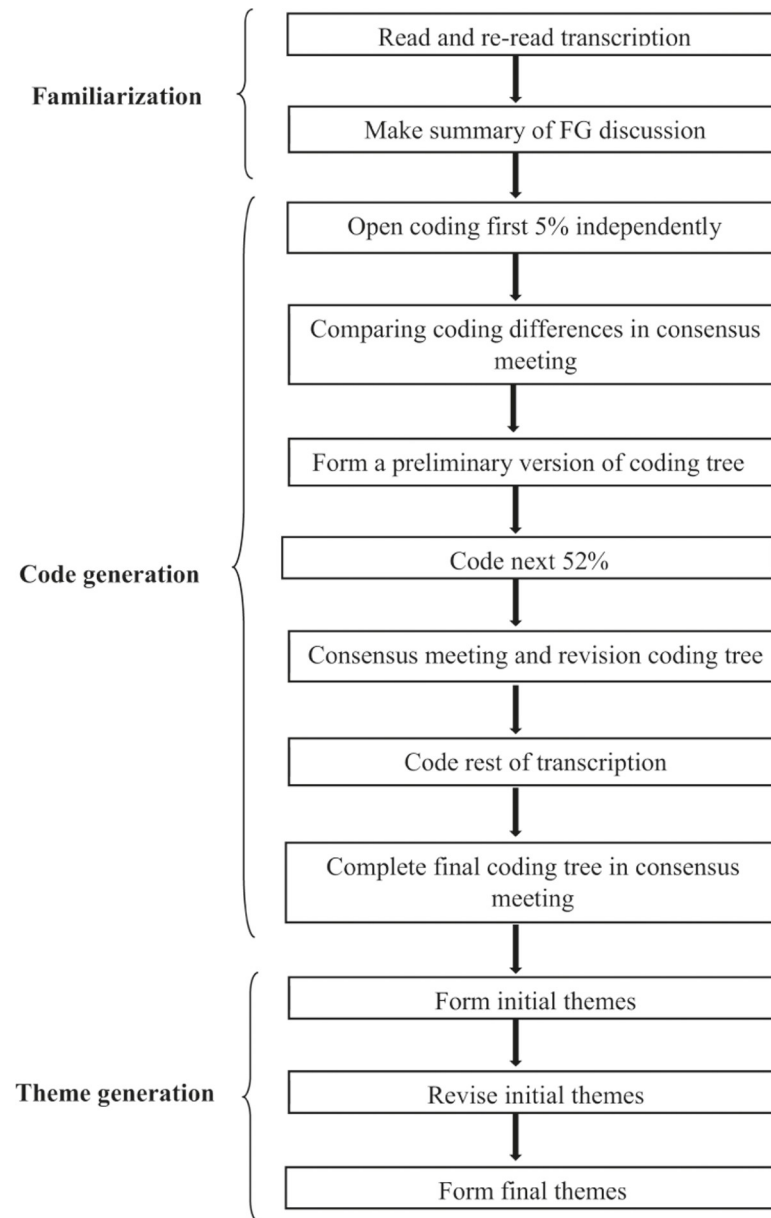 Read and re-read transcription
Familiarization
Make summary of FG discussion
Open coding first 5% independently
Comparing coding differences in consensus
meeting
Form a preliminary version of coding tree
Code next 52%
Code generation
Consensus meeting and revision coding tree
Code rest of transcription
Complete final coding tree in consensus
meeting
Form initial themes
Theme generation
Revise initial themes
Form final themes